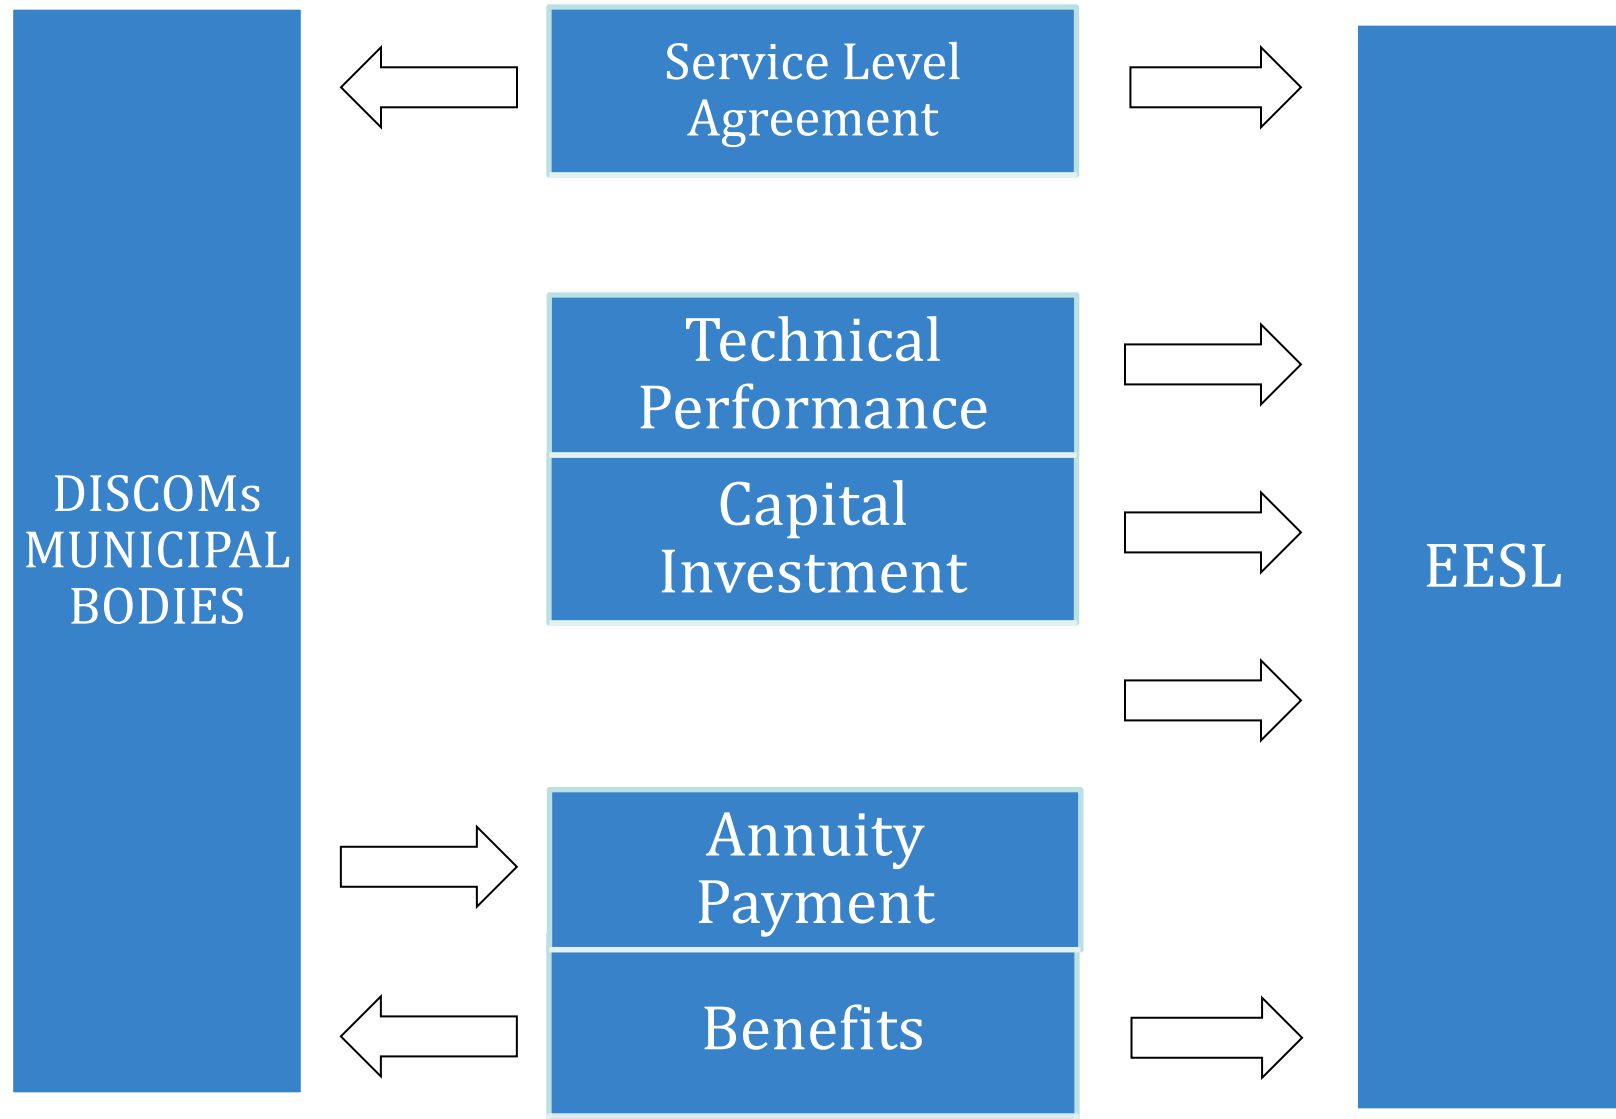 DISCOMs
MUNICIPAL
BODIES
Service Level
Agreement
Technical
Performance
Capital
Investment
Annuity
Payment
Benefits
EESL